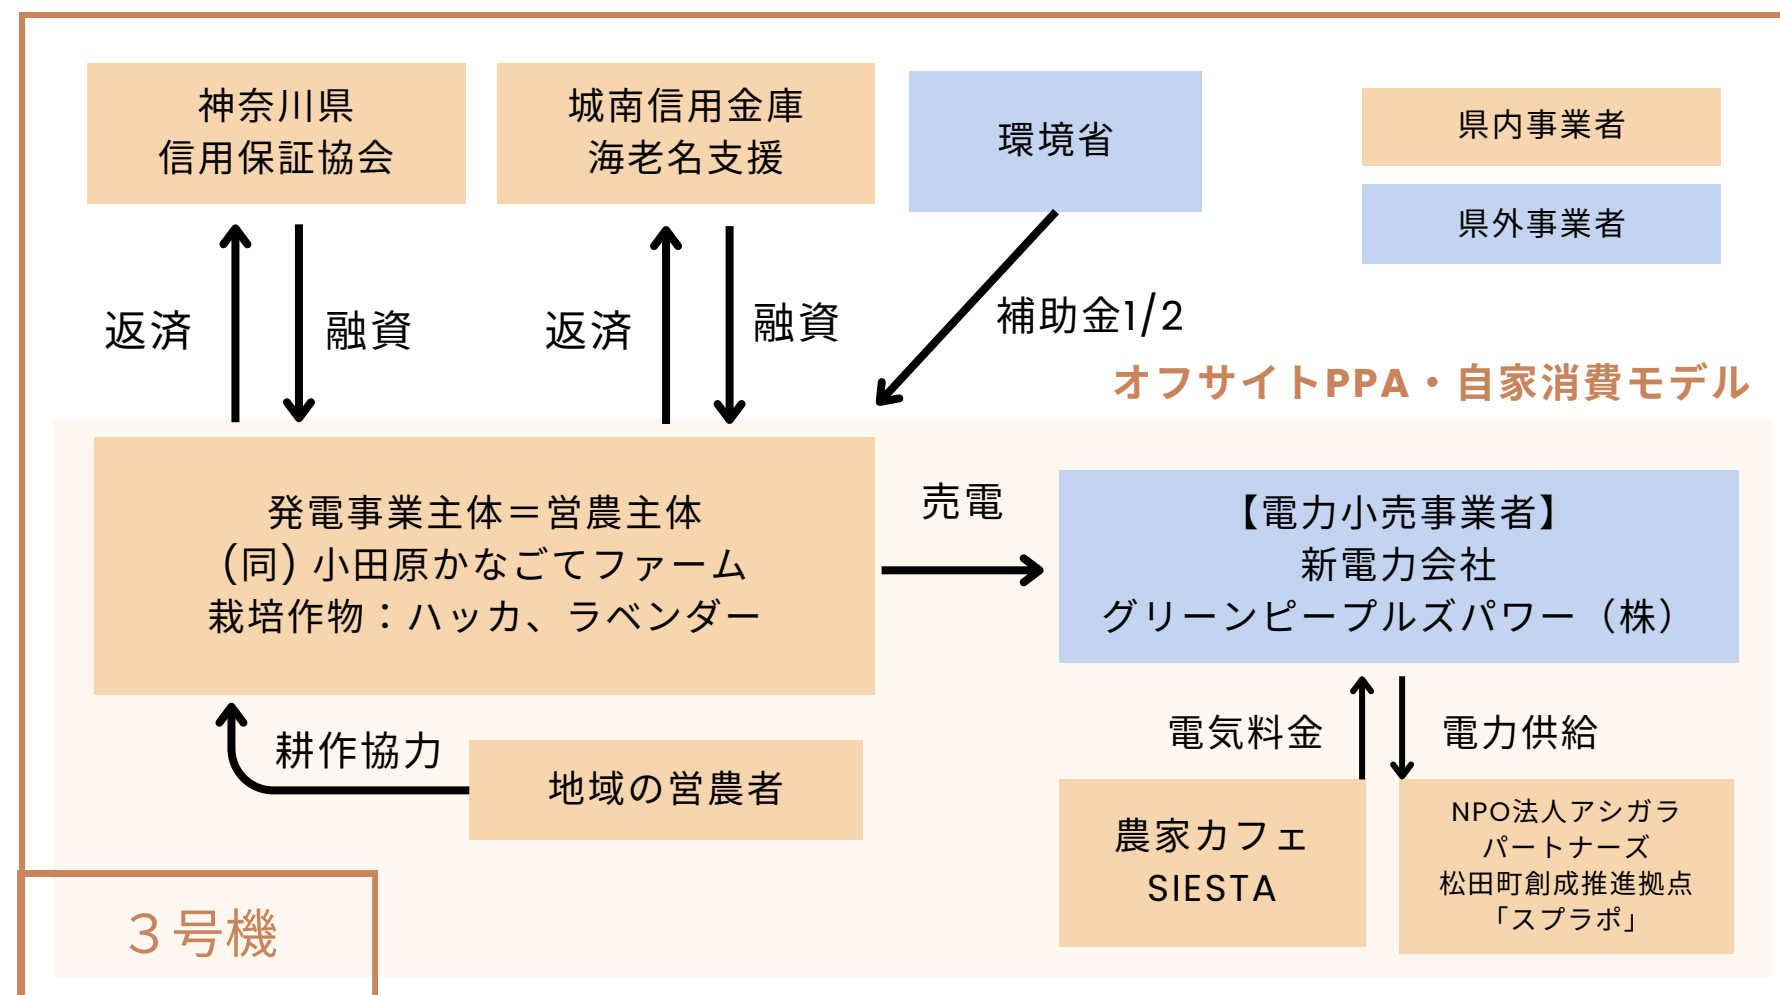 神奈川県
信用保証協会
城南信用金庫
海老名支援
環境省
県内事業者
県外事業者
返済
融資
返済
融資
補助金1/2
オフサイトPPA・自家消費モデル
発電事業主体＝営農主体
(同) 小田原かなごてファーム
栽培作物：ハッカ、ラベンダー
売電
【電力小売事業者】
新電力会社
グリーンピープルズパワー（株）
耕作協力
地域の営農者
電気料金
電力供給
農家カフェ
SIESTA
NPO法人アシガラ
パートナーズ
松田町創成推進拠点
「スプラポ」
３号機